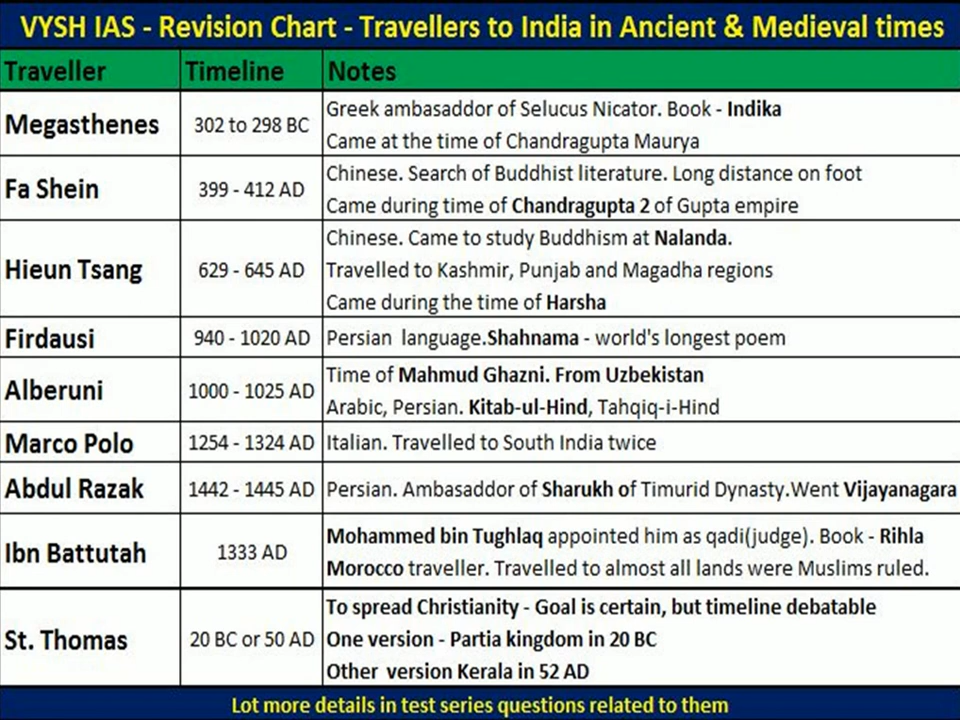 VYSH IAS - Revision Chart - Travellers to India in Ancient & Medieval times
Traveller Timeline Notes
Megasthenes 302 to 298 BC Greek ambasaddor of Selucus Nicator. Book - Indika
Came at the time of Chandragupta Maurya
Fa Shein 399 - 412 AD Chinese. Search of Buddhist literature. Long distance on foot
Came during time of Chandragupta 2 of Gupta empire
Hieun Tsang 629 - 645 AD Chinese. Came to study Buddhism at Nalanda.
Travelled to Kashmir, Punjab and Magadha regions
Came during the time of Harsha
Firdausi 940 - 1020 AD Persian language.Shahnama - world's longest poem
Alberuni 1000 - 1025 AD Time of Mahmud Ghazni. From Uzbekistan
Arabic, Persian. Kitab-ul-Hind, Tahqiq-i-Hind
Marco Polo 1254 - 1324 AD Italian. Travelled to South India twice
Abdul Razak 1442 - 1445 AD Persian. Ambasaddor of Sharukh of Timurid Dynasty.Went Vijayanagara
Ibn Battutah 1333 AD Mohammed bin Tughlaq appointed him as qadi(judge). Book - Rihla
Morocco traveller. Travelled to almost all lands were Muslims ruled.
St. Thomas 20 BC or 50 AD To spread Christianity - Goal is certain, but timeline debatable
One version - Partia kingdom in 20 BC
Other version Kerala in 52 AD
Lot more details in test series questions related to them